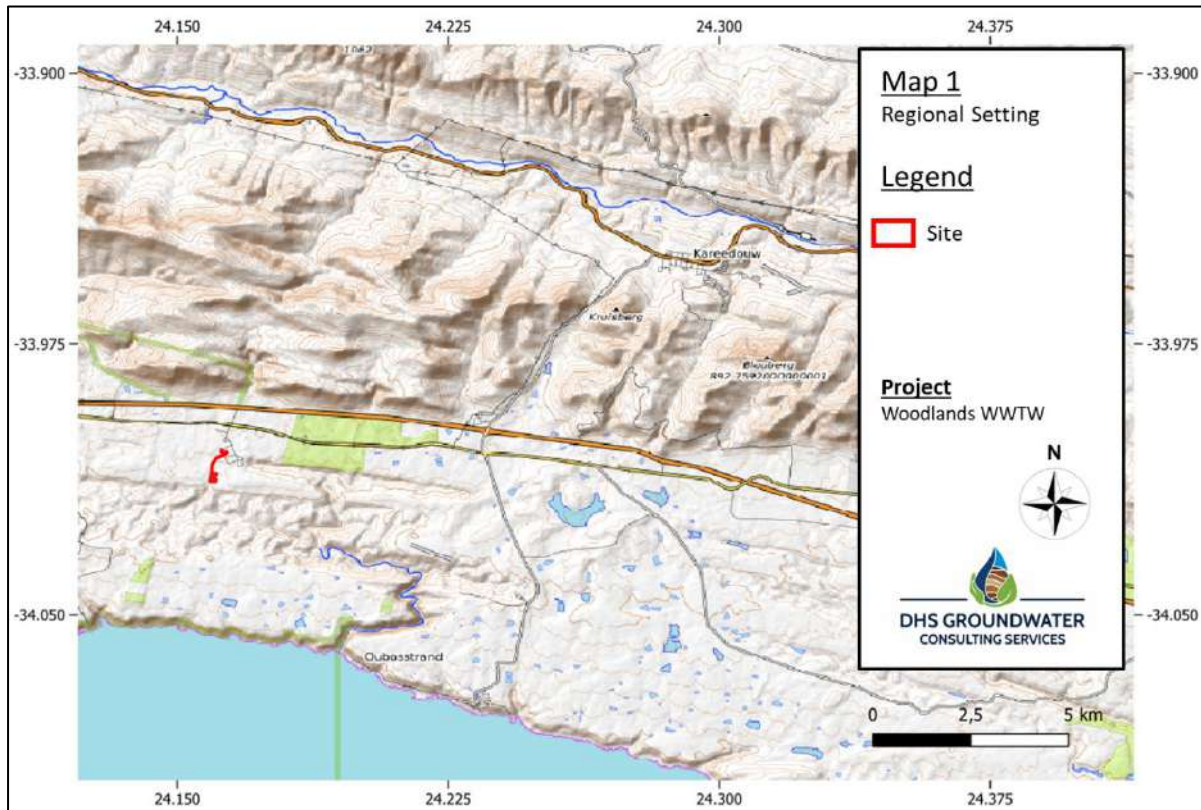 24.150 24.225 24.300 24.375
-33.900 -33.900
Map 1
Regional Setting
Legend
Site
Kareedouw
Kruisberg
-33.975 -33.975
Project
Woodlands WWTW
N
-34.050 -34.050
DHS GROUNDWATER
CONSULTING SERVICES
Oubosstrand
0 2,5 5 km
24.150 24.225 24.300 24.375